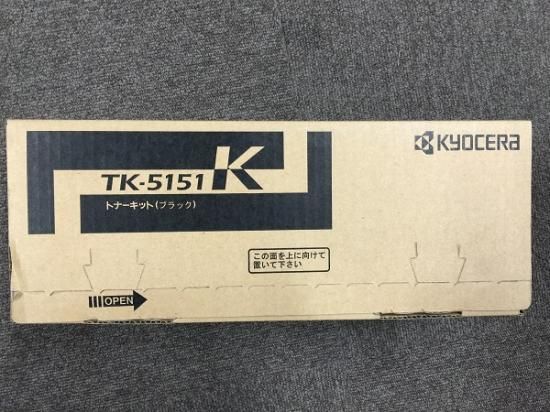 KYOCERA
TK-5151 K
トナーキット(ブラック)
この面を上に向けて
置いて下さい
OPEN